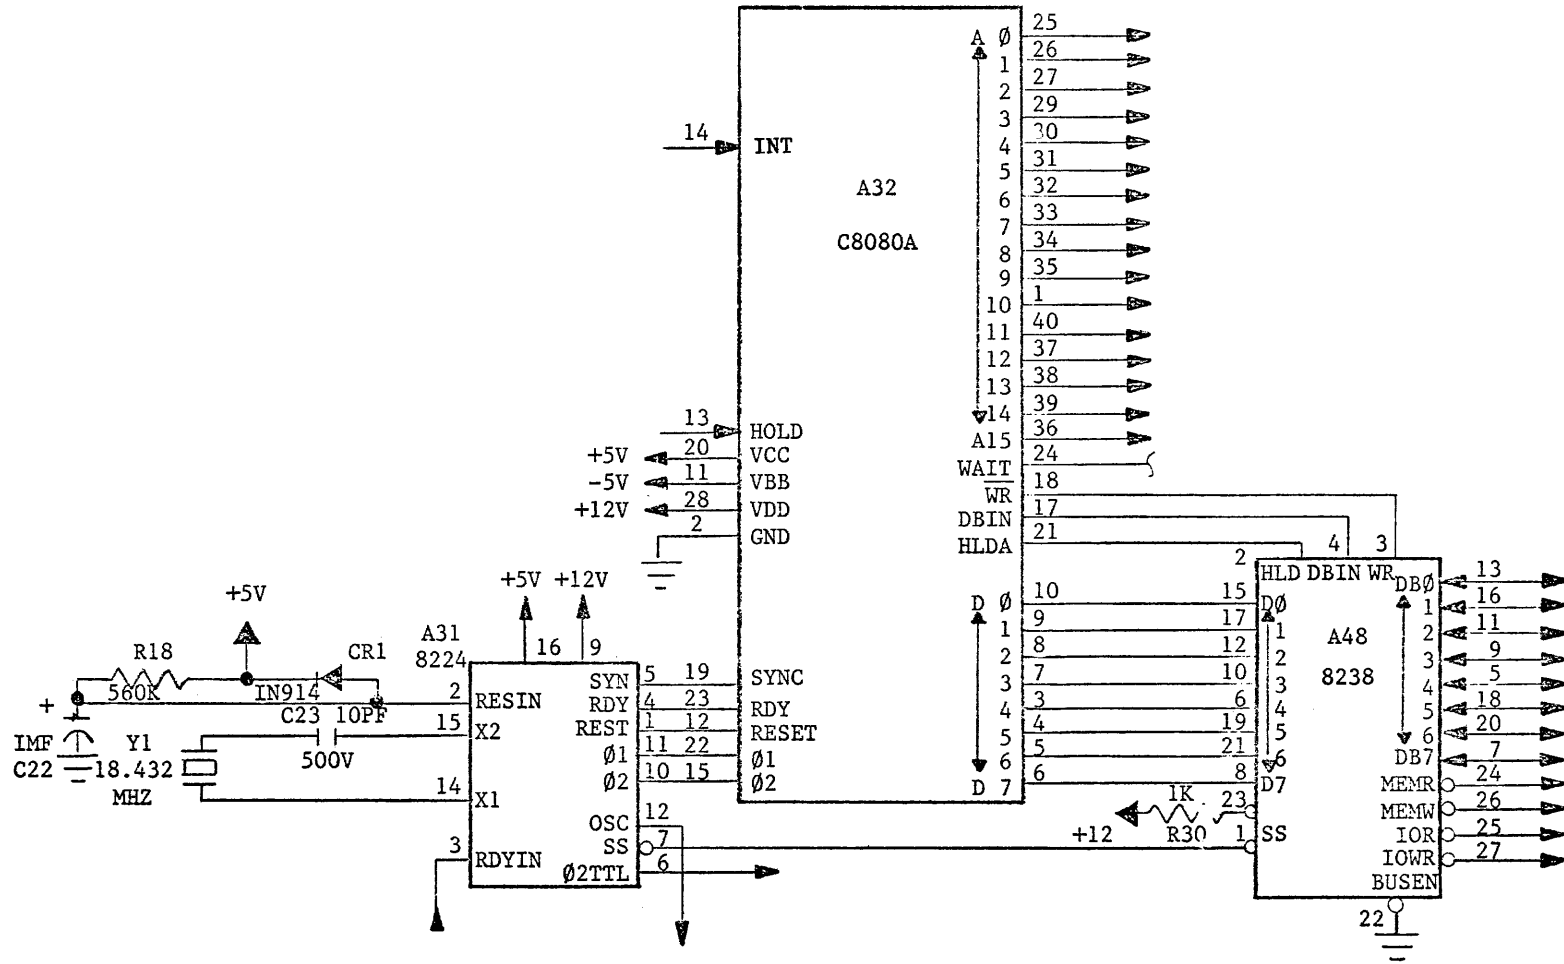 A Ø 25
1 26
2 27
3 29
4 30
5 31
6 32
7 33
8 34
9 35
10 1
11 40
12 37
13 38
14 39
A15 36
WAIT 24
WR 18
DBIN 17
HLDA 21
14 INT
A32
C8080A
13 HOLD
+5V 20 VCC
-5V 11 VBB
+12V 28 VDD
2 GND
D Ø 10
1 9
2 8
3 7
4 3
5 4
6 5
D 7 6
19 SYNC
23 RDY
12 RESET
22 Ø1
15 Ø2
+5V +12V
A31
8224
16 9
SYN 5
RDY 4
REST 1
Ø1 11
Ø2 10
OSC 12
SS 7
Ø2TTL 6
2 RESIN
15 X2
14 X1
3 RDYIN
+5V
R18
560K
CR1
IN914
C23 10PF
500V
+
IMF
C22
Y1
18.432
MHZ
2 4 3
HLD DBIN WR
A48
8238
15 DØ
17 1
12 2
10 3
6 4
19 5
21 6
8 D7
23
1 SS
1K
R30
+12
DBØ 13
1 16
2 11
3 9
4 5
5 18
6 20
DB7 7
MEMR 24
MEMW 26
IOR 25
IOWR 27
BUSEN
22